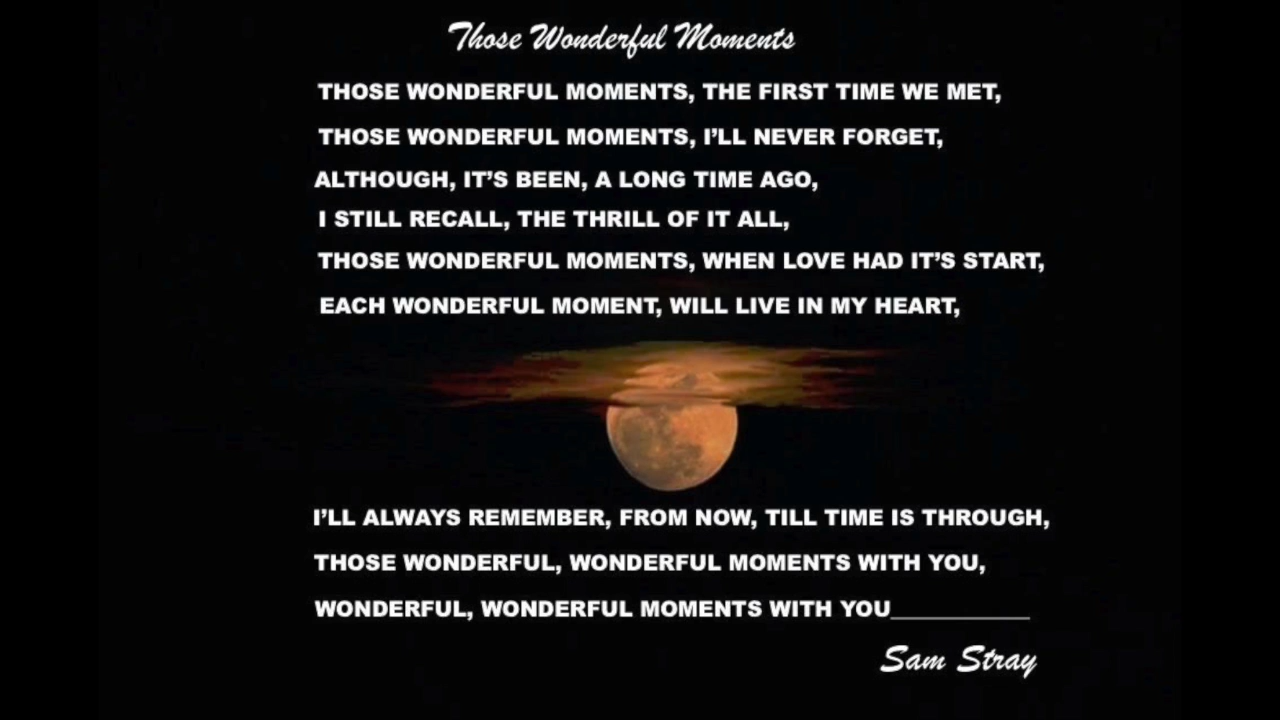 Those Wonderful Moments
THOSE WONDERFUL MOMENTS, THE FIRST TIME WE MET,
THOSE WONDERFUL MOMENTS, I’LL NEVER FORGET,
ALTHOUGH, IT’S BEEN, A LONG TIME AGO,
I STILL RECALL, THE THRILL OF IT ALL,
THOSE WONDERFUL MOMENTS, WHEN LOVE HAD IT’S START,
EACH WONDERFUL MOMENT, WILL LIVE IN MY HEART,
I’LL ALWAYS REMEMBER, FROM NOW, TILL TIME IS THROUGH,
THOSE WONDERFUL, WONDERFUL MOMENTS WITH YOU,
WONDERFUL, WONDERFUL MOMENTS WITH YOU___________
Sam Stray